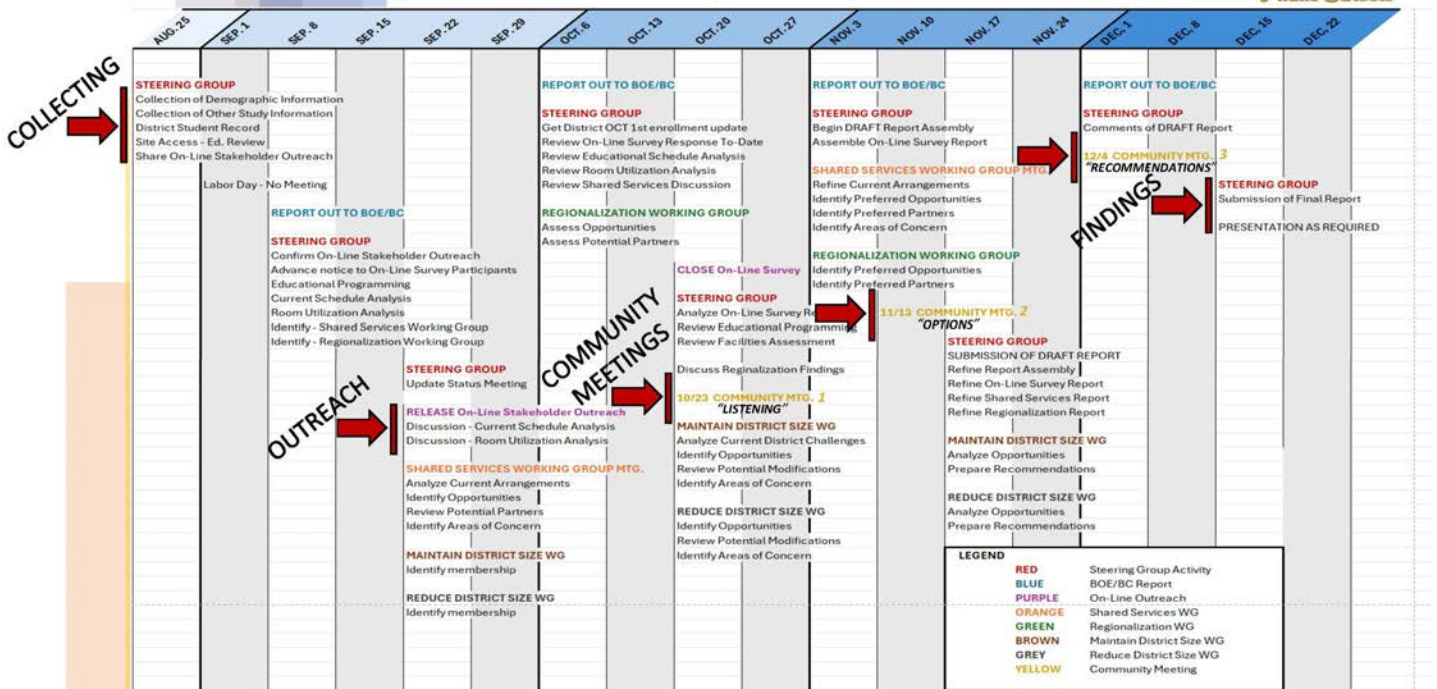 AUG. 25
SEP. 1
SEP. 8
SEP. 15
SEP. 22
SEP. 29
OCT. 6
OCT. 13
OCT. 20
OCT. 27
NOV. 3
NOV. 10
NOV. 17
NOV. 24
DEC. 1
DEC. 8
DEC. 15
DEC. 22
COLLECTING
STEERING GROUP
Collection of Demographic Information
Collection of Other Study Information
District Student Record
Site Access - Ed. Review
Share On-Line Stakeholder Outreach
Labor Day - No Meeting
REPORT OUT TO BOE/BC
STEERING GROUP
Confirm On-Line Stakeholder Outreach
Advance notice to On-Line Survey Participants
Educational Programming
Current Schedule Analysis
Room Utilization Analysis
Identify - Shared Services Working Group
Identify - Regionalization Working Group
OUTREACH
STEERING GROUP
Update Status Meeting
RELEASE On-Line Stakeholder Outreach
Discussion - Current Schedule Analysis
Discussion - Room Utilization Analysis
SHARED SERVICES WORKING GROUP MTG.
Analyze Current Arrangements
Identify Opportunities
Review Potential Partners
Identify Areas of Concern
MAINTAIN DISTRICT SIZE WG
Identify membership
REDUCE DISTRICT SIZE WG
Identify membership
REPORT OUT TO BOE/BC
STEERING GROUP
Get District OCT 1st enrollment update
Review On-Line Survey Response To-Date
Review Educational Schedule Analysis
Review Room Utilization Analysis
Review Shared Services Discussion
REGIONALIZATION WORKING GROUP
Assess Opportunities
Assess Potential Partners
COMMUNITY
MEETINGS
CLOSE On-Line Survey
STEERING GROUP
Analyze On-Line Survey Re
Review Educational Programming
Review Facilities Assessment
Discuss Reginalization Findings
10/23 COMMUNITY MTG. 1
"LISTENING"
MAINTAIN DISTRICT SIZE WG
Analyze Current District Challenges
Identify Opportunities
Review Potential Modifications
Identify Areas of Concern
REDUCE DISTRICT SIZE WG
Identify Opportunities
Review Potential Modifications
Identify Areas of Concern
REPORT OUT TO BOE/BC
STEERING GROUP
Begin DRAFT Report Assembly
Assemble On-Line Survey Report
SHARED SERVICES WORKING GROUP MTG.
Refine Current Arrangements
Identify Preferred Opportunities
Identify Preferred Partners
Identify Areas of Concern
REGIONALIZATION WORKING GROUP
Identify Preferred Opportunities
Identify Preferred Partners
11/13 COMMUNITY MTG. 2
"OPTIONS"
STEERING GROUP
SUBMISSION OF DRAFT REPORT
Refine Report Assembly
Refine On-Line Survey Report
Refine Shared Services Report
Refine Regionalization Report
MAINTAIN DISTRICT SIZE WG
Analyze Opportunities
Prepare Recommendations
REDUCE DISTRICT SIZE WG
Analyze Opportunities
Prepare Recommendations
REPORT OUT TO BOE/BC
STEERING GROUP
Comments of DRAFT Report
12/4 COMMUNITY MTG. 3
"RECOMMENDATIONS"
FINDINGS
STEERING GROUP
Submission of Final Report
PRESENTATION AS REQUIRED
LEGEND
RED Steering Group Activity
BLUE BOE/BC Report
PURPLE On-Line Outreach
ORANGE Shared Services WG
GREEN Regionalization WG
BROWN Maintain District Size WG
GREY Reduce District Size WG
YELLOW Community Meeting